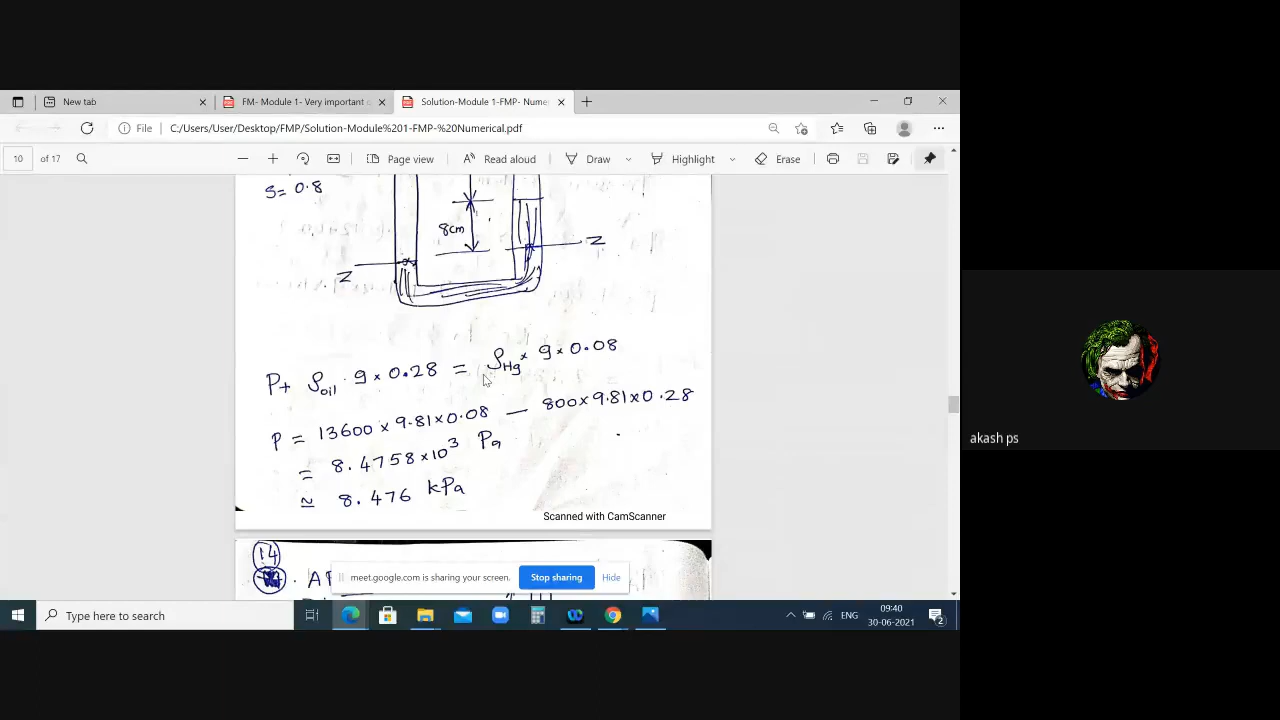 New tab
FM- Module 1- Very important
Solution-Module 1-FMP- Nume
File
C:/Users/User/Desktop/FMP/Solution-Module%201-FMP-%20Numerical.pdf
10 of 17
Page view
Read aloud
Draw
Highlight
Erase
S= 0.8
8cm
Z
Z
P+ ρoil . g × 0.28 = ρHg × g × 0.08
P = 13600 × 9.81 × 0.08 — 800 × 9.81 × 0.28
= 8.4758 × 10³ Pa
≃ 8.476 kPa
Scanned with CamScanner
14
meet.google.com is sharing your screen.
Stop sharing
Hide
akash ps
Type here to search
ENG
09:40
30-06-2021
2